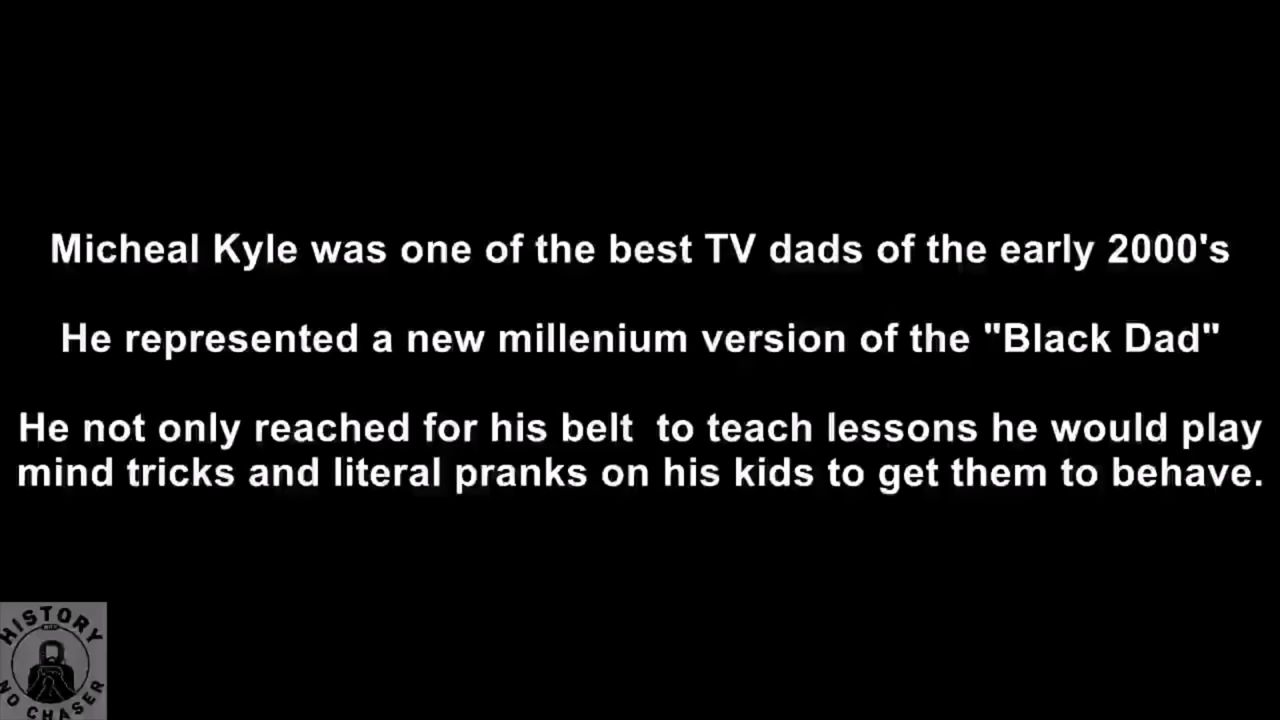 Micheal Kyle was one of the best TV dads of the early 2000's
He represented a new millenium version of the "Black Dad"
He not only reached for his belt  to teach lessons he would play
mind tricks and literal pranks on his kids to get them to behave.
HISTORY
NO CHASER